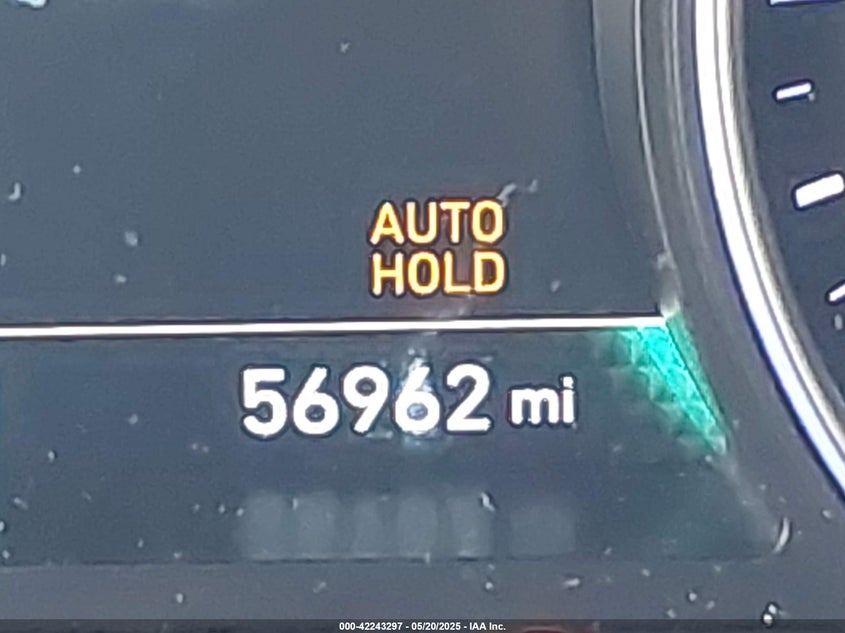 AUTO
HOLD
56962 mi
000-42243297 - 05/20/2025 - IAA Inc.